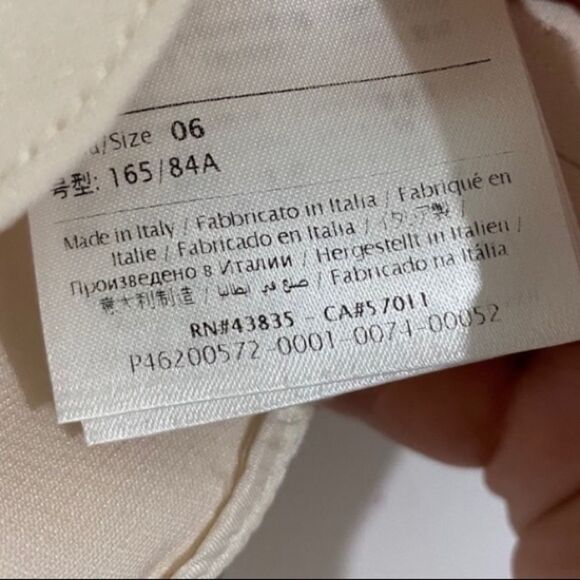 /Size 06
号型: 165/84A
Made in Italy / Fabbricato in Italia / Fabriqué en
Italie / Fabricado en Italia / イタリア製 /
Произведено в Италии / Hergestellt in Italien /
意大利制造 / صنع في ايطاليا / Fabricado na Itália
RN#43835 - CA#57011
P46200572-0001-0074-00052